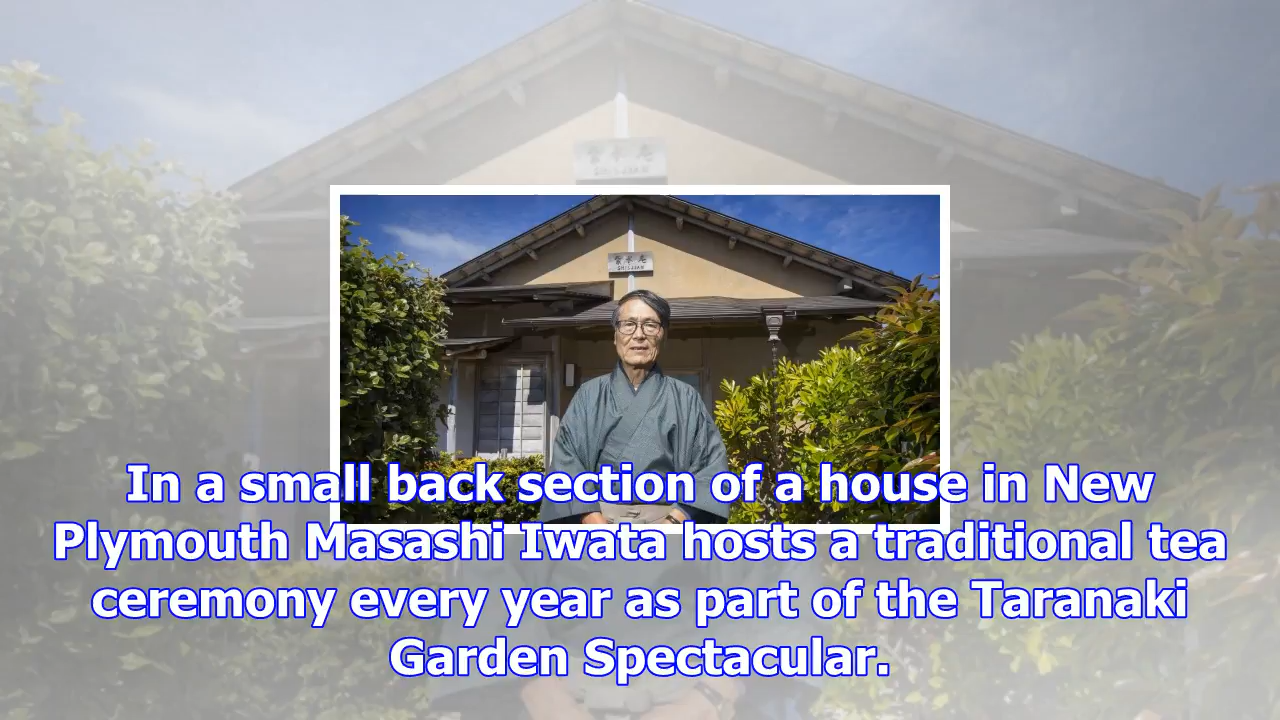 SHISUIAN
In a small back section of a house in New
Plymouth Masashi Iwata hosts a traditional tea
ceremony every year as part of the Taranaki
Garden Spectacular.